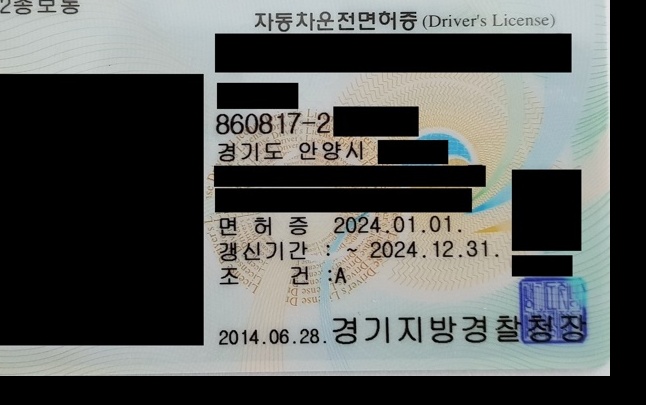 2종보통
자동차운전면허증 (Driver's License)
860817-2
경기도 안양시
면 허 증 2024.01.01.
갱신기간 : ~ 2024.12.31.
조 건 :A
2014.06.28. 경기지방경찰청장